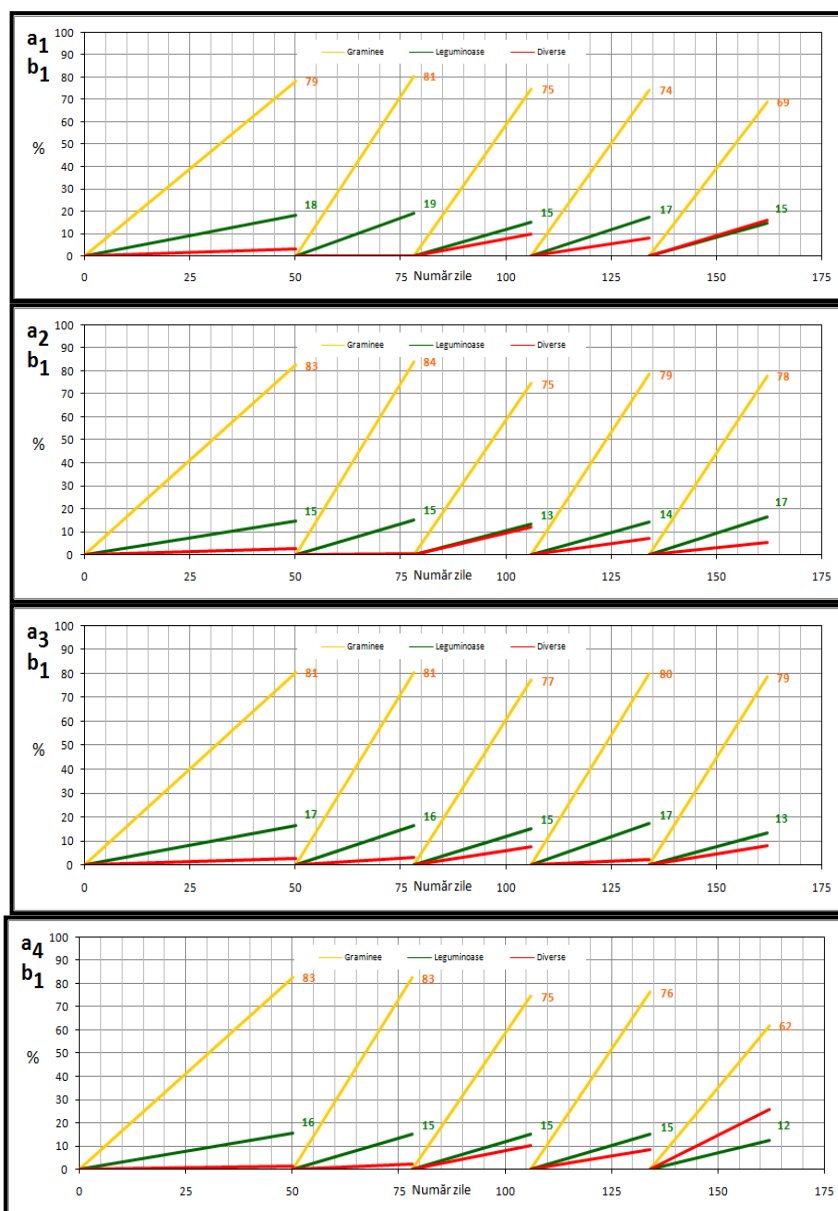 a1
b1
Graminee Leguminoase Diverse
100
90
80
70
60
50
40
30
20
10
0
%
79 81 75 74 69
18 19 15 17 15
0 25 50 75 100 125 150 175
Număr zile
a2
b1
Graminee Leguminoase Diverse
100
90
80
70
60
50
40
30
20
10
0
%
83 84 75 79 78
15 15 13 14 17
0 25 50 75 100 125 150 175
Număr zile
a3
b1
Graminee Leguminoase Diverse
100
90
80
70
60
50
40
30
20
10
0
%
81 81 77 80 79
17 16 15 17 13
0 25 50 75 100 125 150 175
Număr zile
a4
b1
Graminee Leguminoase Diverse
100
90
80
70
60
50
40
30
20
10
0
%
83 83 75 76 62
16 15 15 15 12
0 25 50 75 100 125 150 175
Număr zile